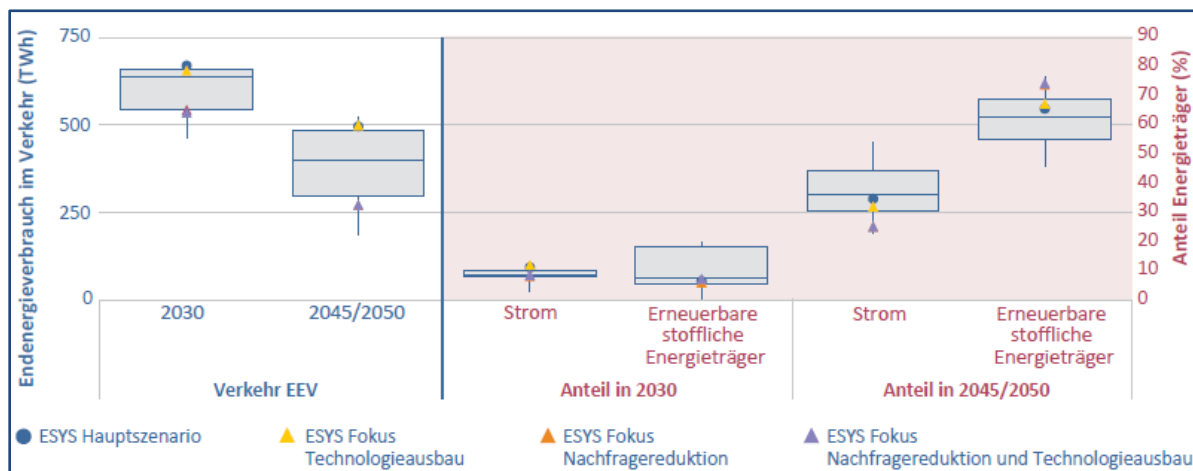 Endenergieverbrauch im Verkehr (TWh)
750
500
250
0
90
80
70
60
50
40
30
20
10
0
Anteil Energieträger (%)
2030
2045/2050
Strom
Erneuerbare
stoffliche
Energieträger
Strom
Erneuerbare
stoffliche
Energieträger
Verkehr EEV
Anteil in 2030
Anteil in 2045/2050
ESYS Hauptszenario
ESYS Fokus
Technologieausbau
ESYS Fokus
Nachfragereduktion
ESYS Fokus
Nachfragereduktion und Technologieausbau